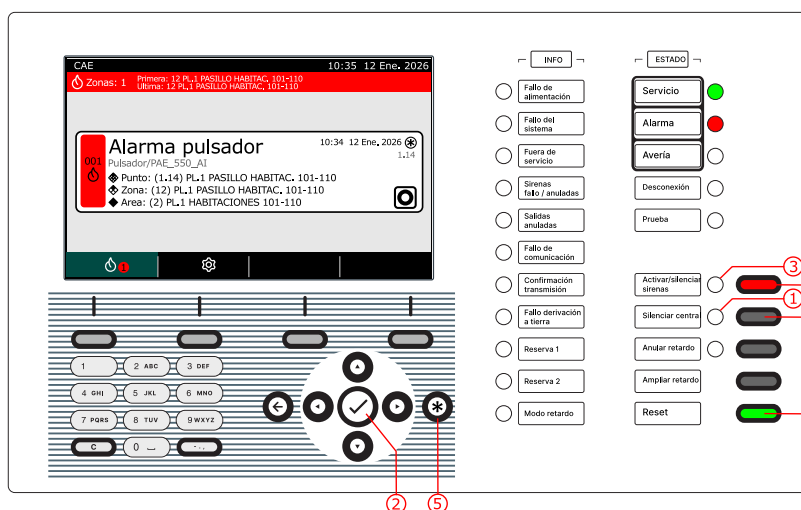 CAE 10:35 12 Ene. 2026
Zonas: 1
Primera: 12 PL.1 PASILLO HABITAC. 101-110
Ultima: 12 PL.1 PASILLO HABITAC. 101-110
001
Alarma pulsador 10:34 12 Ene. 2026
Pulsador/PAE_550_AI 1.14
Punto: (1.14) PL.1 PASILLO HABITAC. 101-110
Zona: (12) PL.1 PASILLO HABITAC. 101-110
Area: (2) PL.1 HABITACIONES 101-110
1
1 2 ABC 3 DEF
4 GHI 5 JKL 6 MNO
7 PQRS 8 TUV 9 WXYZ
C 0 ⎵ * . ,
2
5
INFO
Fallo de
alimentación
Fallo del
sistema
Fuera de
servicio
Sirenas
fallo / anuladas
Salidas
anuladas
Fallo de
comunicación
Confirmación
transmisión
Fallo derivación
a tierra
Reserva 1
Reserva 2
Modo retardo
ESTADO
Servicio
Alarma
Avería
Desconexión
Prueba
Activar/silenciar
sirenas
3
Silenciar central
1
Anular retardo
Ampliar retardo
Reset